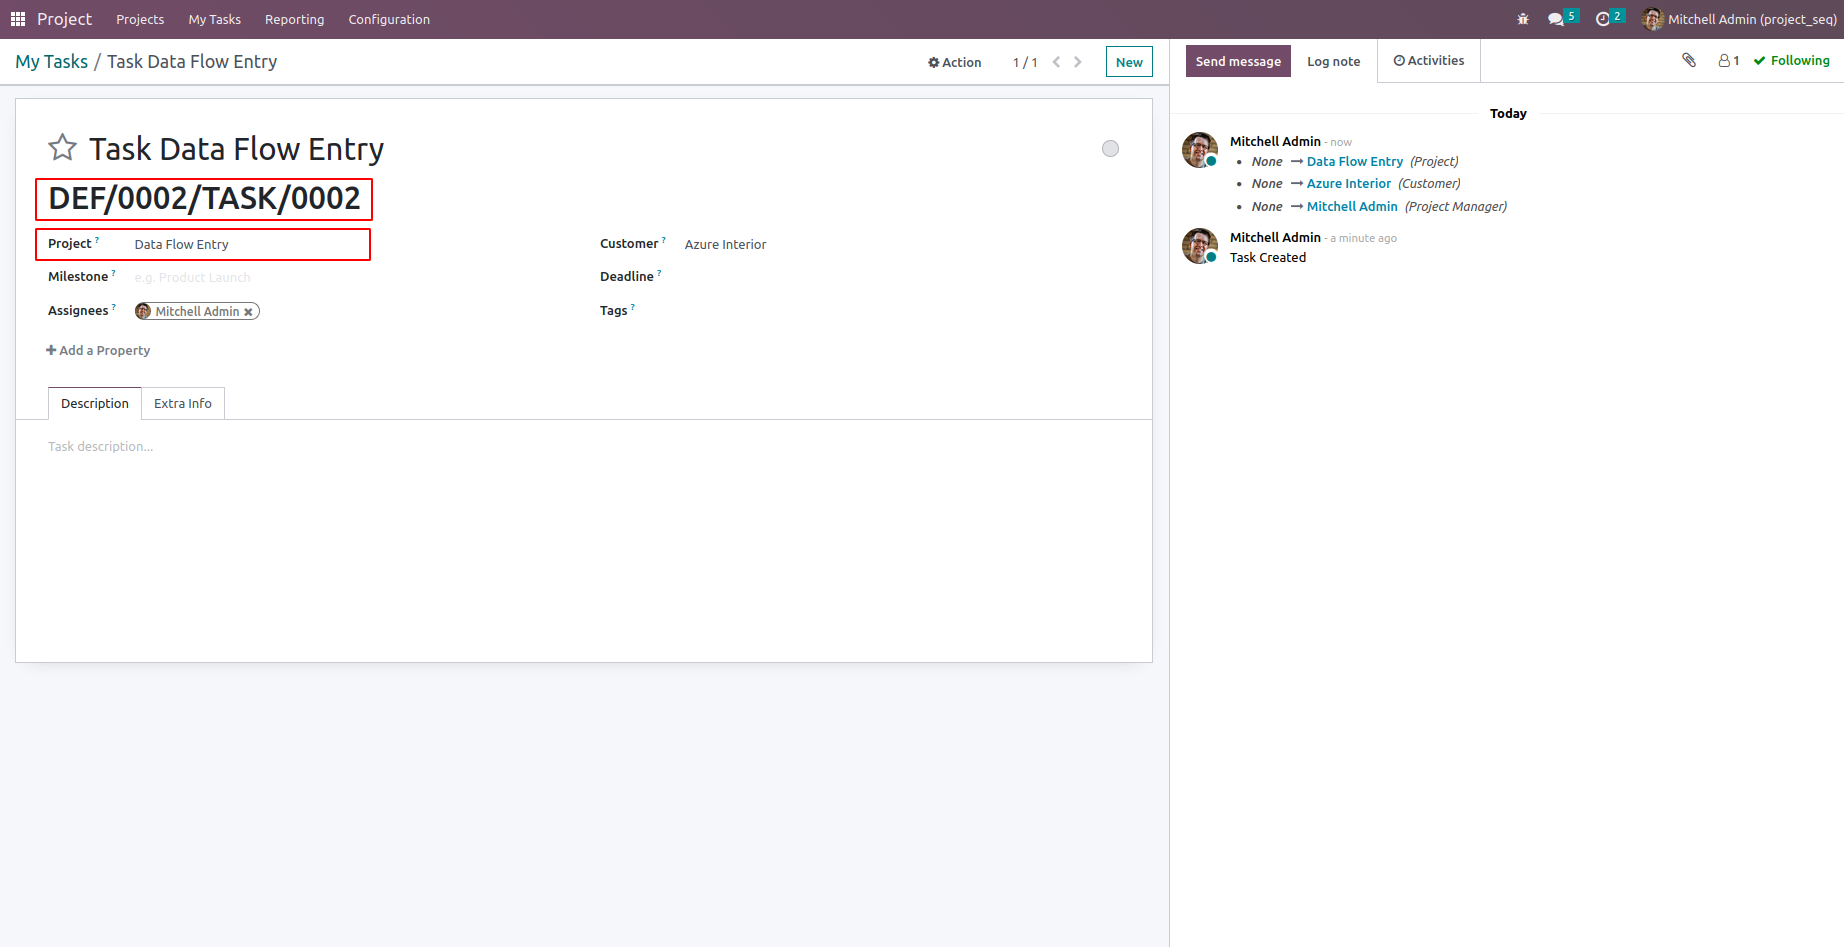 Project Projects My Tasks Reporting Configuration 5 2 Mitchell Admin (project_seq)
My Tasks / Task Data Flow Entry Action 1 / 1 New
Send message Log note Activities 1 Following
Task Data Flow Entry
DEF/0002/TASK/0002
Project ? Data Flow Entry
Customer ? Azure Interior
Milestone ? e.g. Product Launch
Deadline ?
Assignees ? Mitchell Admin
Tags ?
Add a Property
Description Extra Info
Task description...
Today
Mitchell Admin - now
None → Data Flow Entry (Project)
None → Azure Interior (Customer)
None → Mitchell Admin (Project Manager)
Mitchell Admin - a minute ago
Task Created